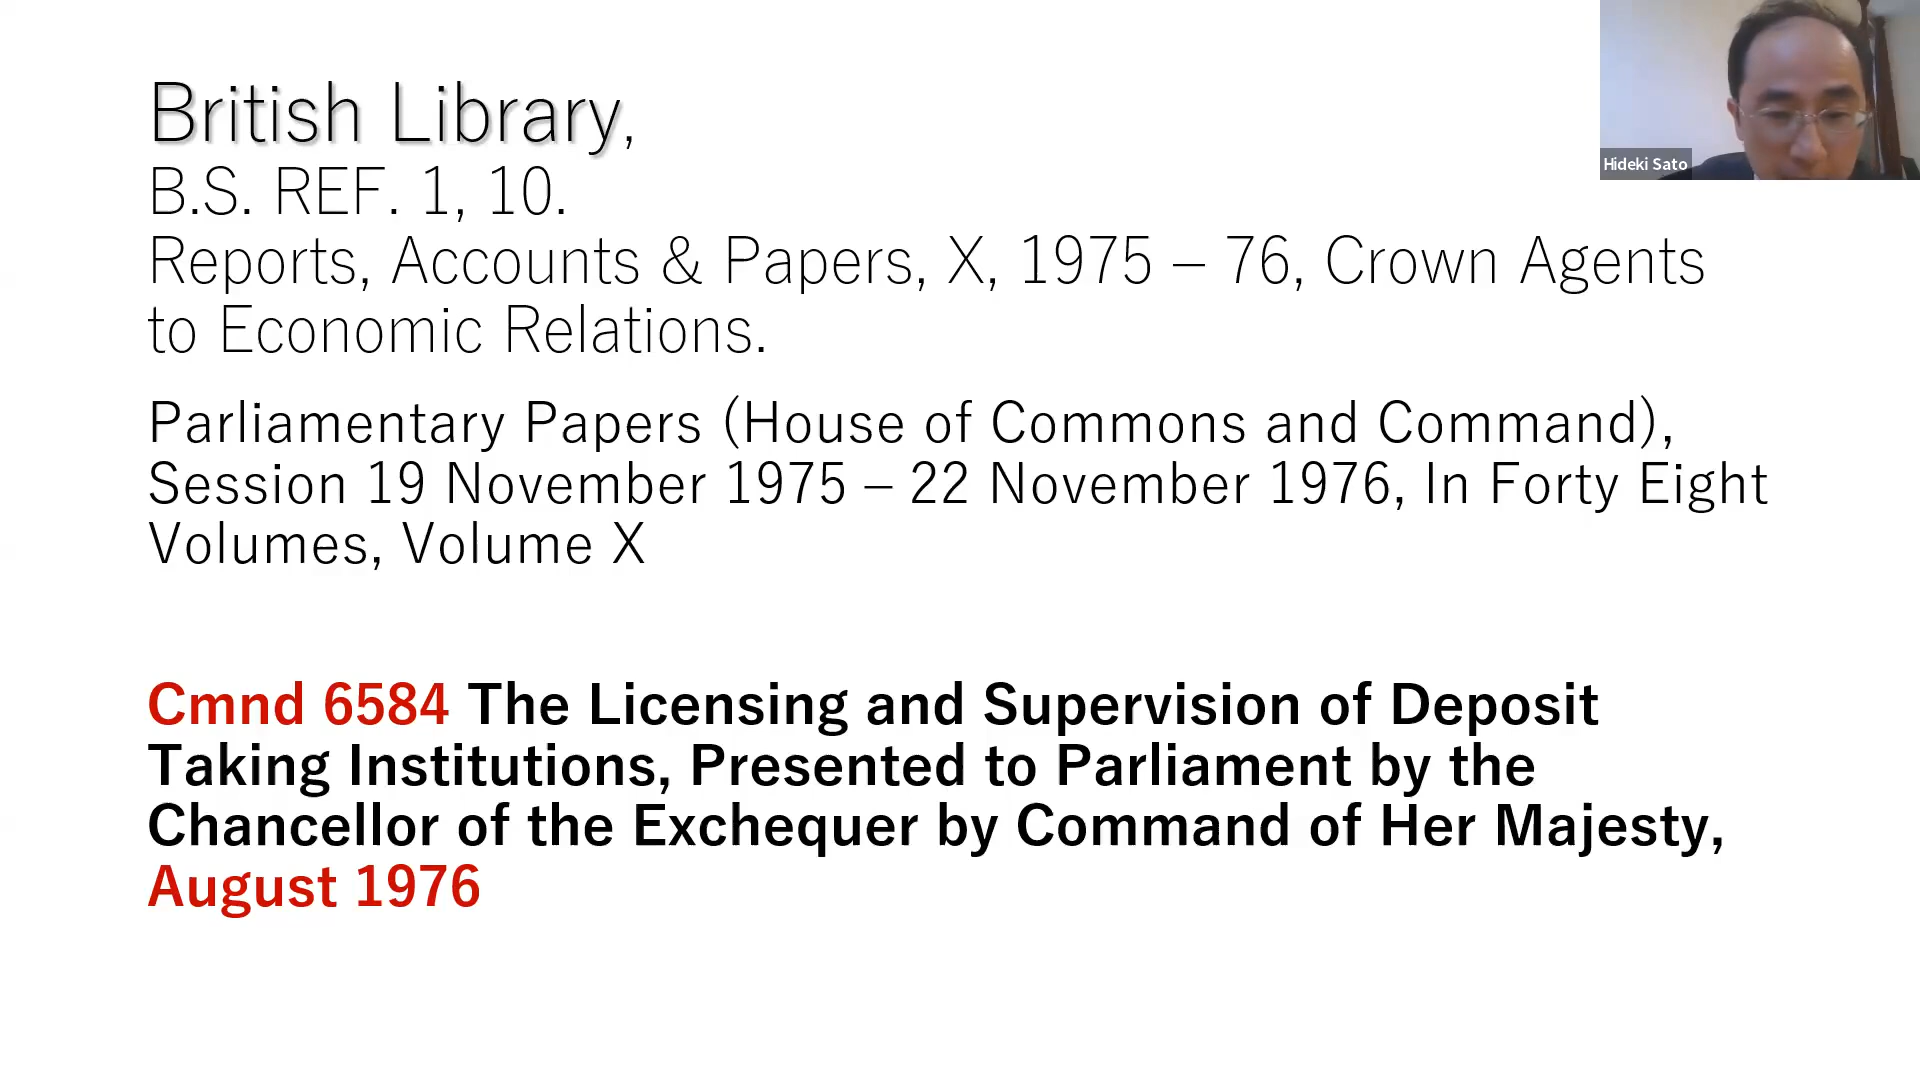 British Library,
B.S. REF. 1, 10.
Reports, Accounts & Papers, X, 1975 – 76, Crown Agents
to Economic Relations.
Parliamentary Papers (House of Commons and Command),
Session 19 November 1975 – 22 November 1976, In Forty Eight
Volumes, Volume X
Cmnd 6584 The Licensing and Supervision of Deposit
Taking Institutions, Presented to Parliament by the
Chancellor of the Exchequer by Command of Her Majesty,
August 1976
Hideki Sato